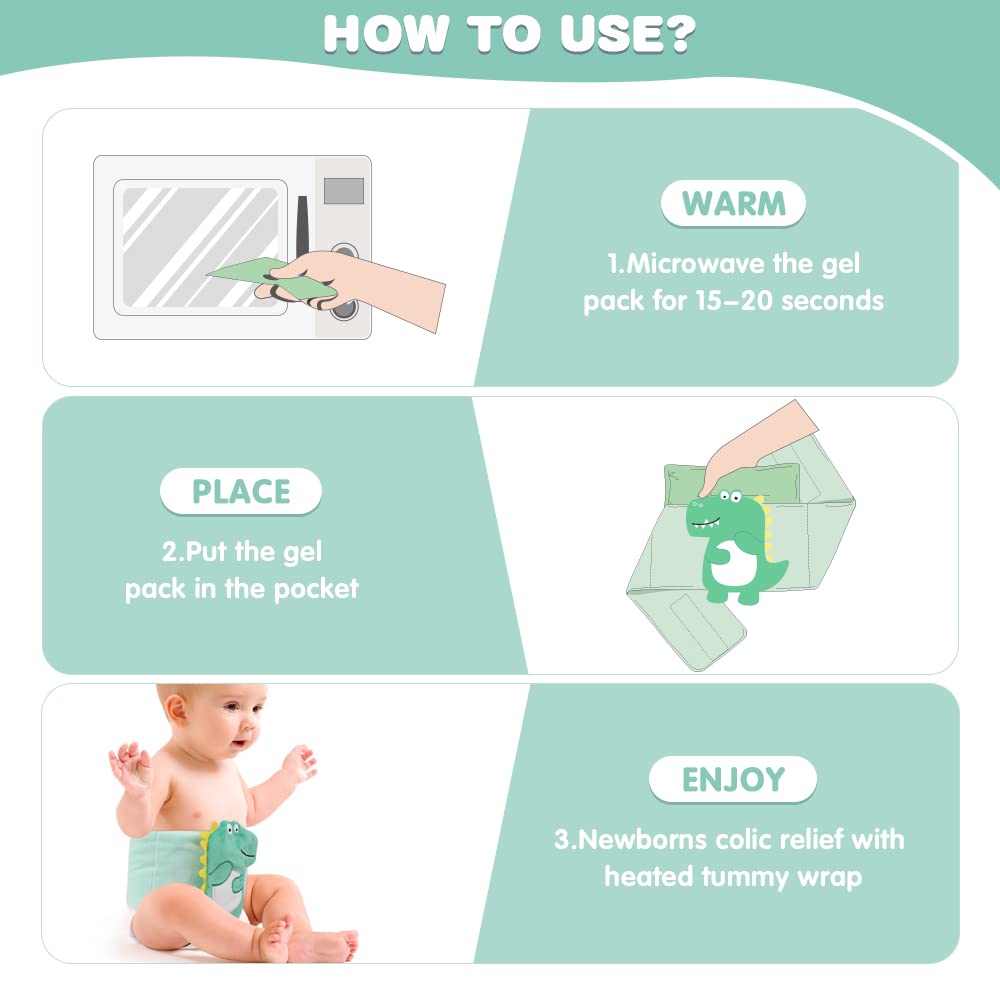 HOW TO USE?
WARM
1.Microwave the gel
pack for 15–20 seconds
PLACE
2.Put the gel
pack in the pocket
ENJOY
3.Newborns colic relief with
heated tummy wrap